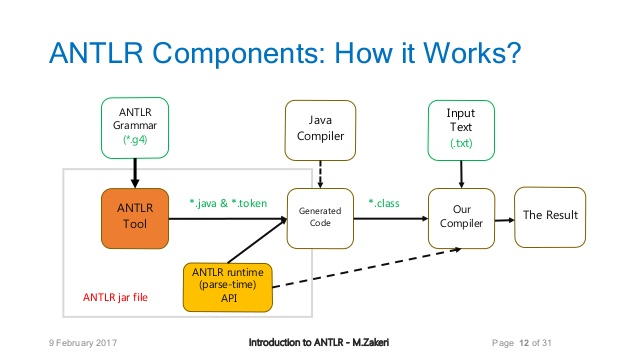 ANTLR Components: How it Works?
ANTLR
Grammar
(*.g4)
Java
Compiler
Input
Text
(.txt)
ANTLR
Tool
*.java & *.token
Generated
Code
*.class
Our
Compiler
The Result
ANTLR runtime
(parse-time)
API
ANTLR jar file
9 February 2017
Introduction to ANTLR - M.Zakeri
Page 12 of 31